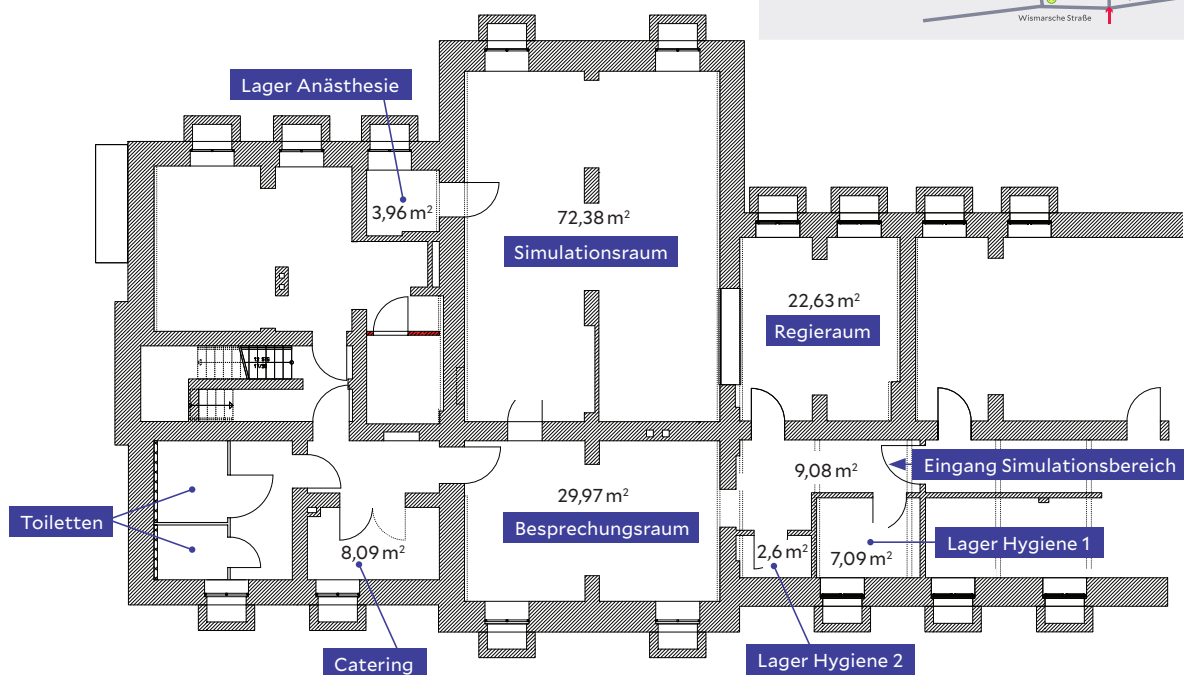 Wismarsche Straße
Lager Anästhesie
3,96 m²
72,38 m²
Simulationsraum
22,63 m²
Regieraum
9,08 m²
Eingang Simulationsbereich
29,97 m²
Besprechungsraum
Toiletten
8,09 m²
2,6 m²
7,09 m²
Lager Hygiene 1
Catering
Lager Hygiene 2